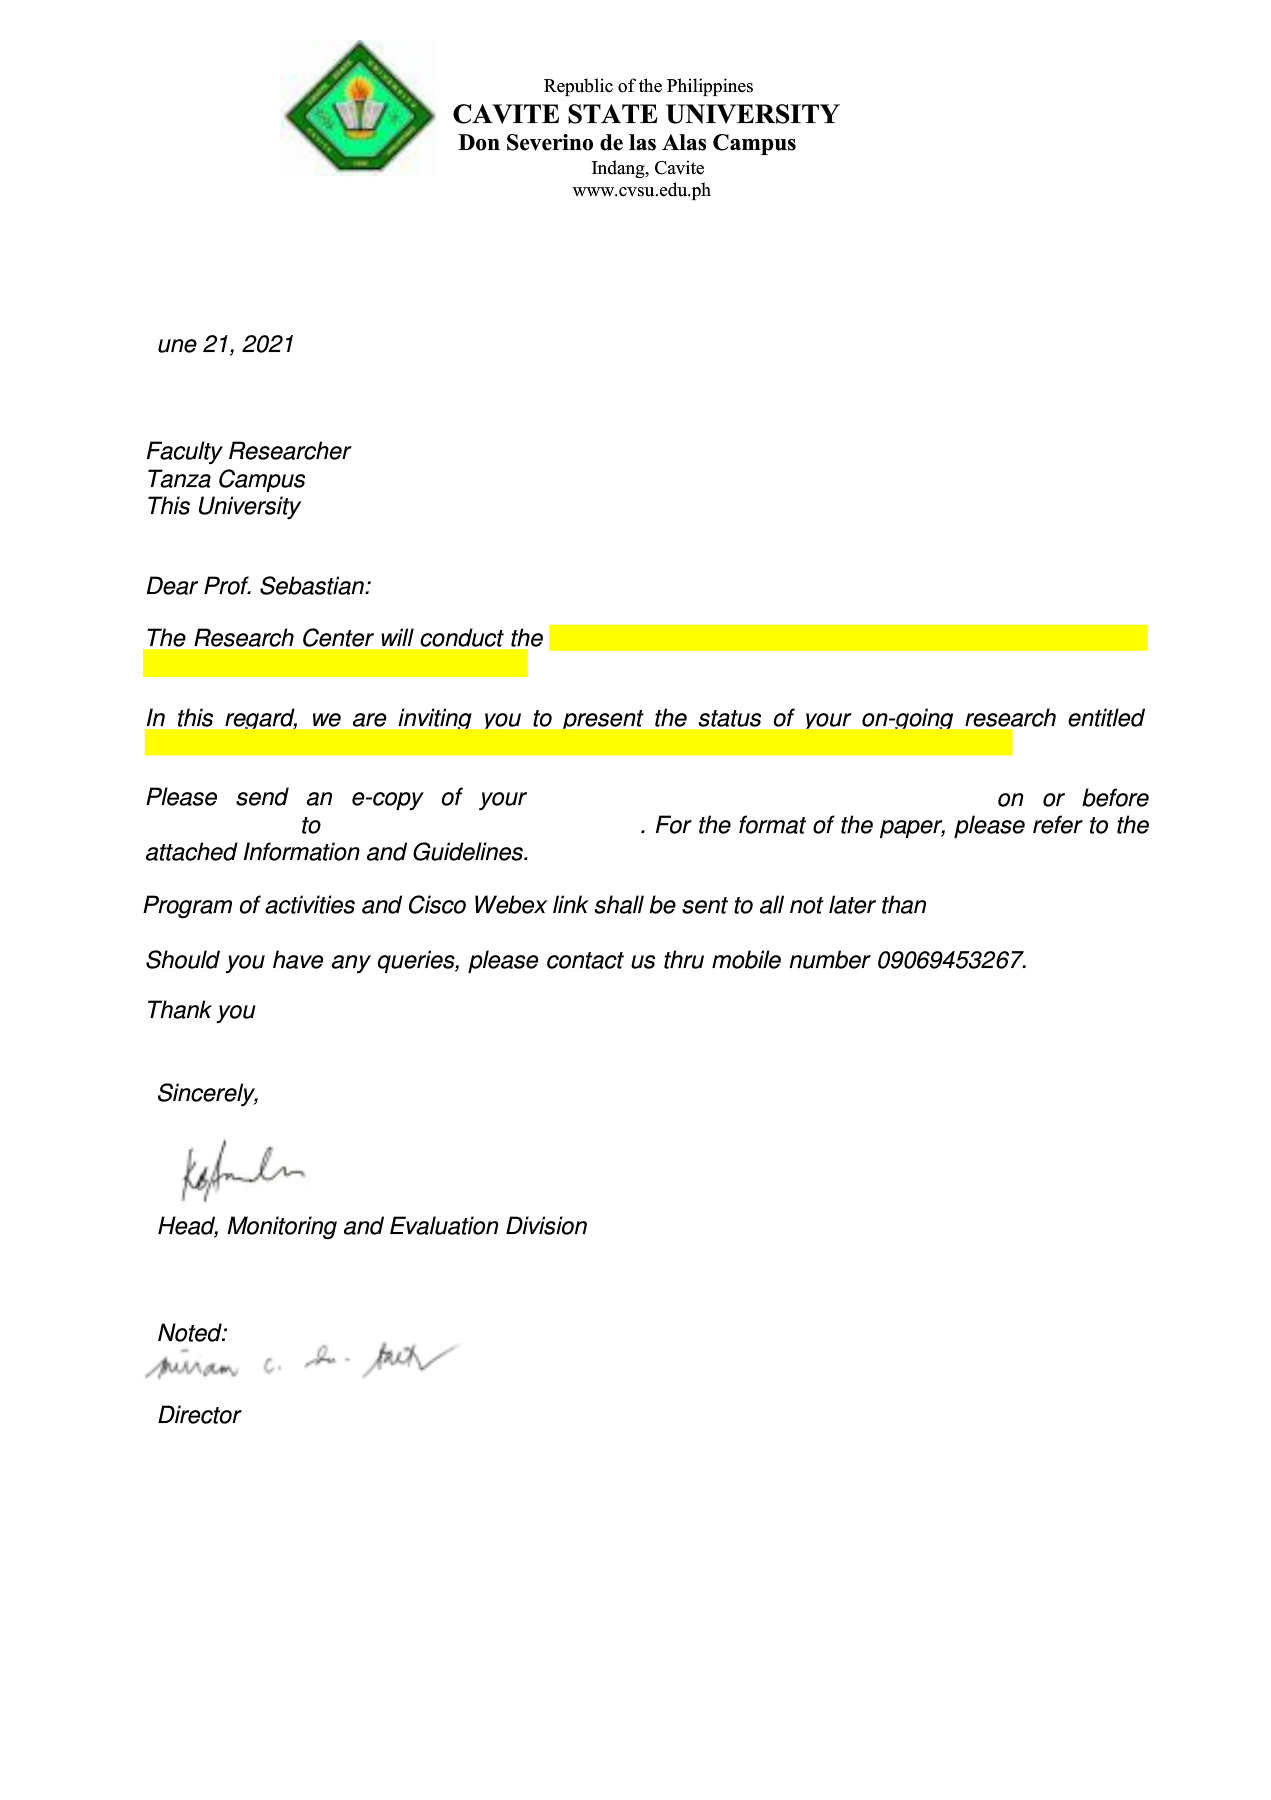 Republic of the Philippines
CAVITE STATE UNIVERSITY
Don Severino de las Alas Campus
Indang, Cavite
www.cvsu.edu.ph
une 21, 2021
Faculty Researcher
Tanza Campus
This University
Dear Prof. Sebastian:
The Research Center will conduct the
In this regard, we are inviting you to present the status of your on-going research entitled
Please send an e-copy of your on or before
to . For the format of the paper, please refer to the
attached Information and Guidelines.
Program of activities and Cisco Webex link shall be sent to all not later than
Should you have any queries, please contact us thru mobile number 09069453267.
Thank you
Sincerely,
Head, Monitoring and Evaluation Division
Noted:
Director